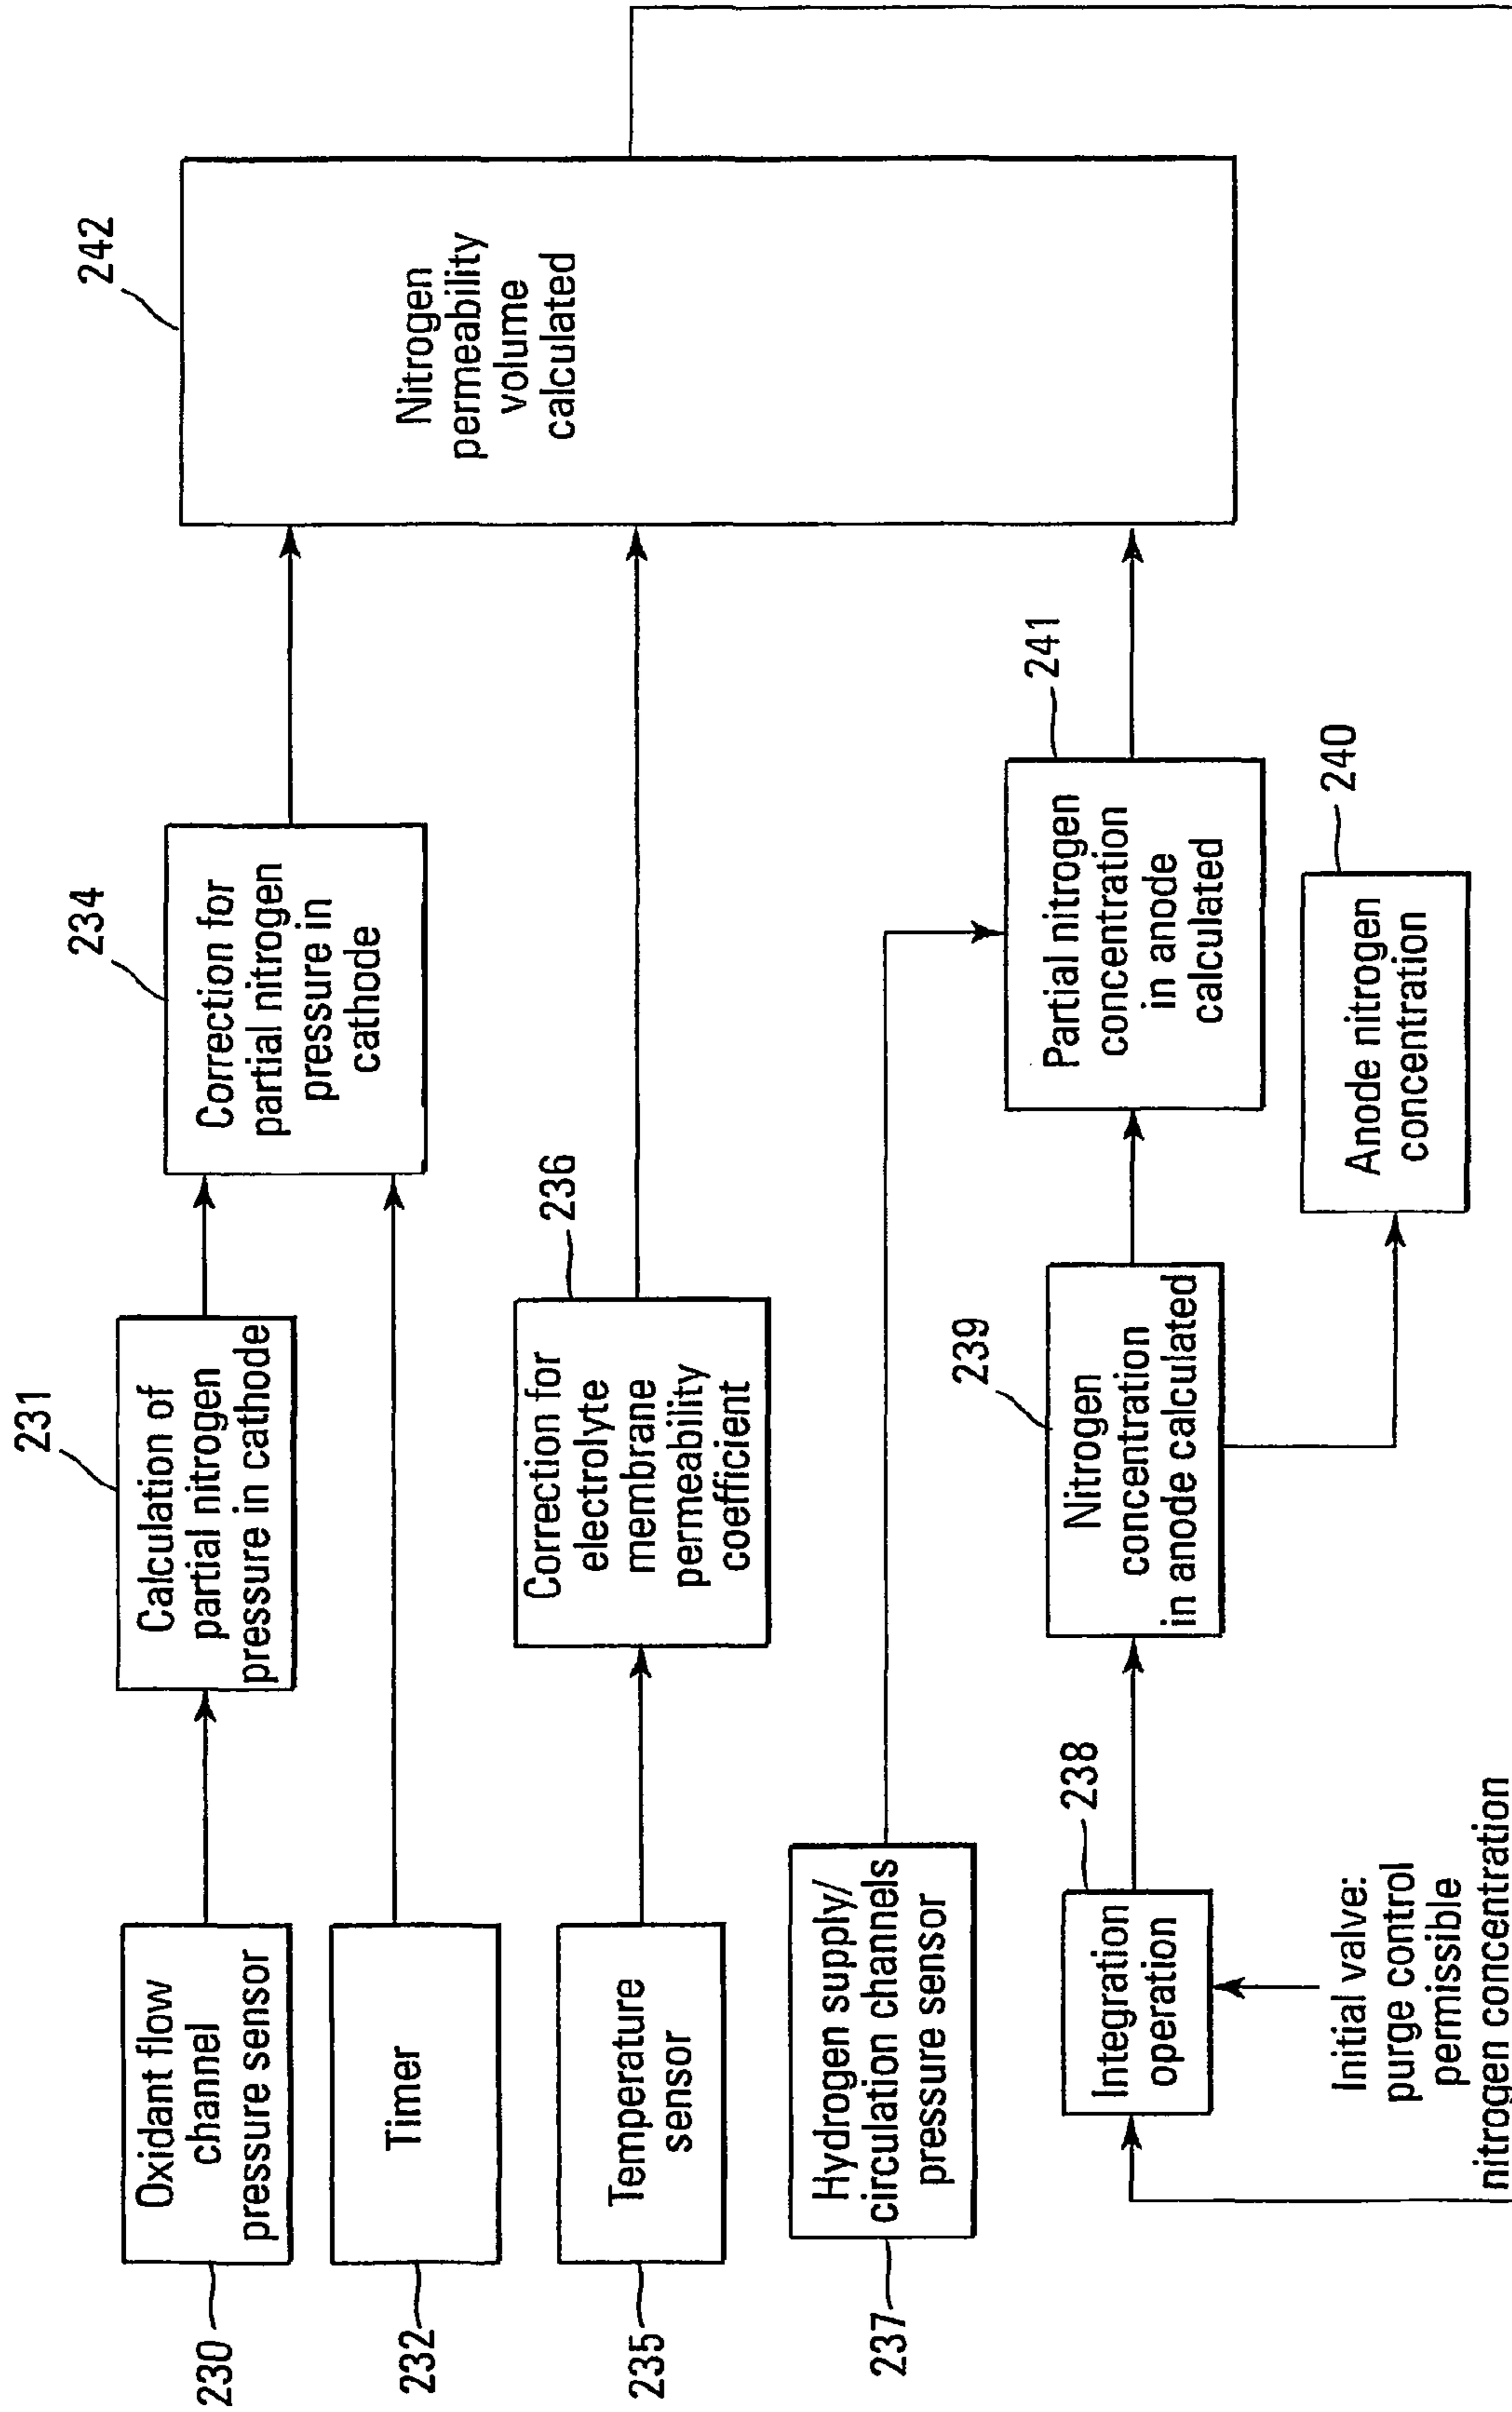 230
Oxidant flow
channel
pressure sensor
231
Calculation of
partial nitrogen
pressure in cathode
232
Timer
234
Correction for
partial nitrogen
pressure in
cathode
235
Temperature
sensor
236
Correction for
electrolyte
membrane
permeability
coefficient
242
Nitrogen
permeability
volume
calculated
237
Hydrogen supply/
circulation channels
pressure sensor
238
Integration
operation
Initial valve:
purge control
permissible
nitrogen concentration
239
Nitrogen
concentration
in anode calculated
241
Partial nitrogen
concentration
in anode
calculated
240
Anode nitrogen
concentration